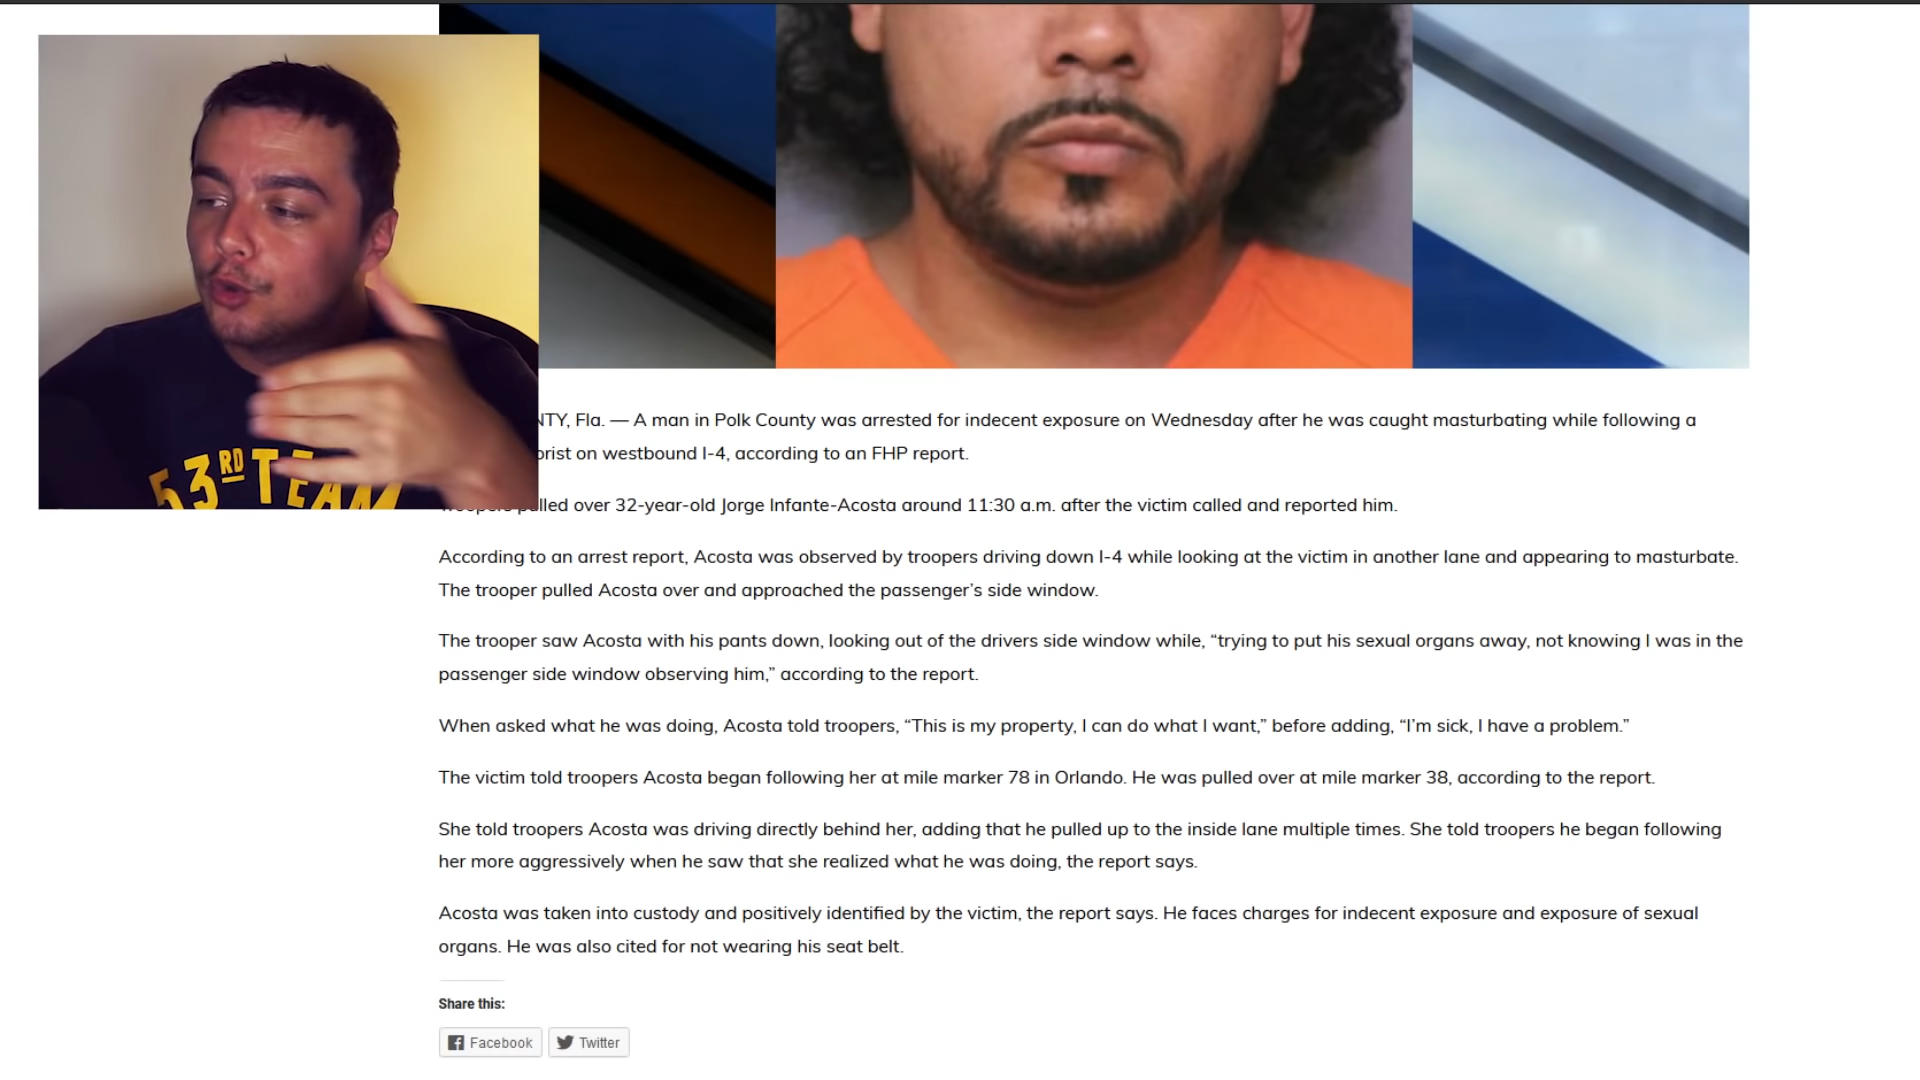 53RD TEAM
NTY, Fla. — A man in Polk County was arrested for indecent exposure on Wednesday after he was caught masturbating while following a
orist on westbound I-4, according to an FHP report.
lled over 32-year-old Jorge Infante-Acosta around 11:30 a.m. after the victim called and reported him.
According to an arrest report, Acosta was observed by troopers driving down I-4 while looking at the victim in another lane and appearing to masturbate.
The trooper pulled Acosta over and approached the passenger’s side window.
The trooper saw Acosta with his pants down, looking out of the drivers side window while, “trying to put his sexual organs away, not knowing I was in the
passenger side window observing him,” according to the report.
When asked what he was doing, Acosta told troopers, “This is my property, I can do what I want,” before adding, “I’m sick, I have a problem.”
The victim told troopers Acosta began following her at mile marker 78 in Orlando. He was pulled over at mile marker 38, according to the report.
She told troopers Acosta was driving directly behind her, adding that he pulled up to the inside lane multiple times. She told troopers he began following
her more aggressively when he saw that she realized what he was doing, the report says.
Acosta was taken into custody and positively identified by the victim, the report says. He faces charges for indecent exposure and exposure of sexual
organs. He was also cited for not wearing his seat belt.
Share this:
Facebook Twitter